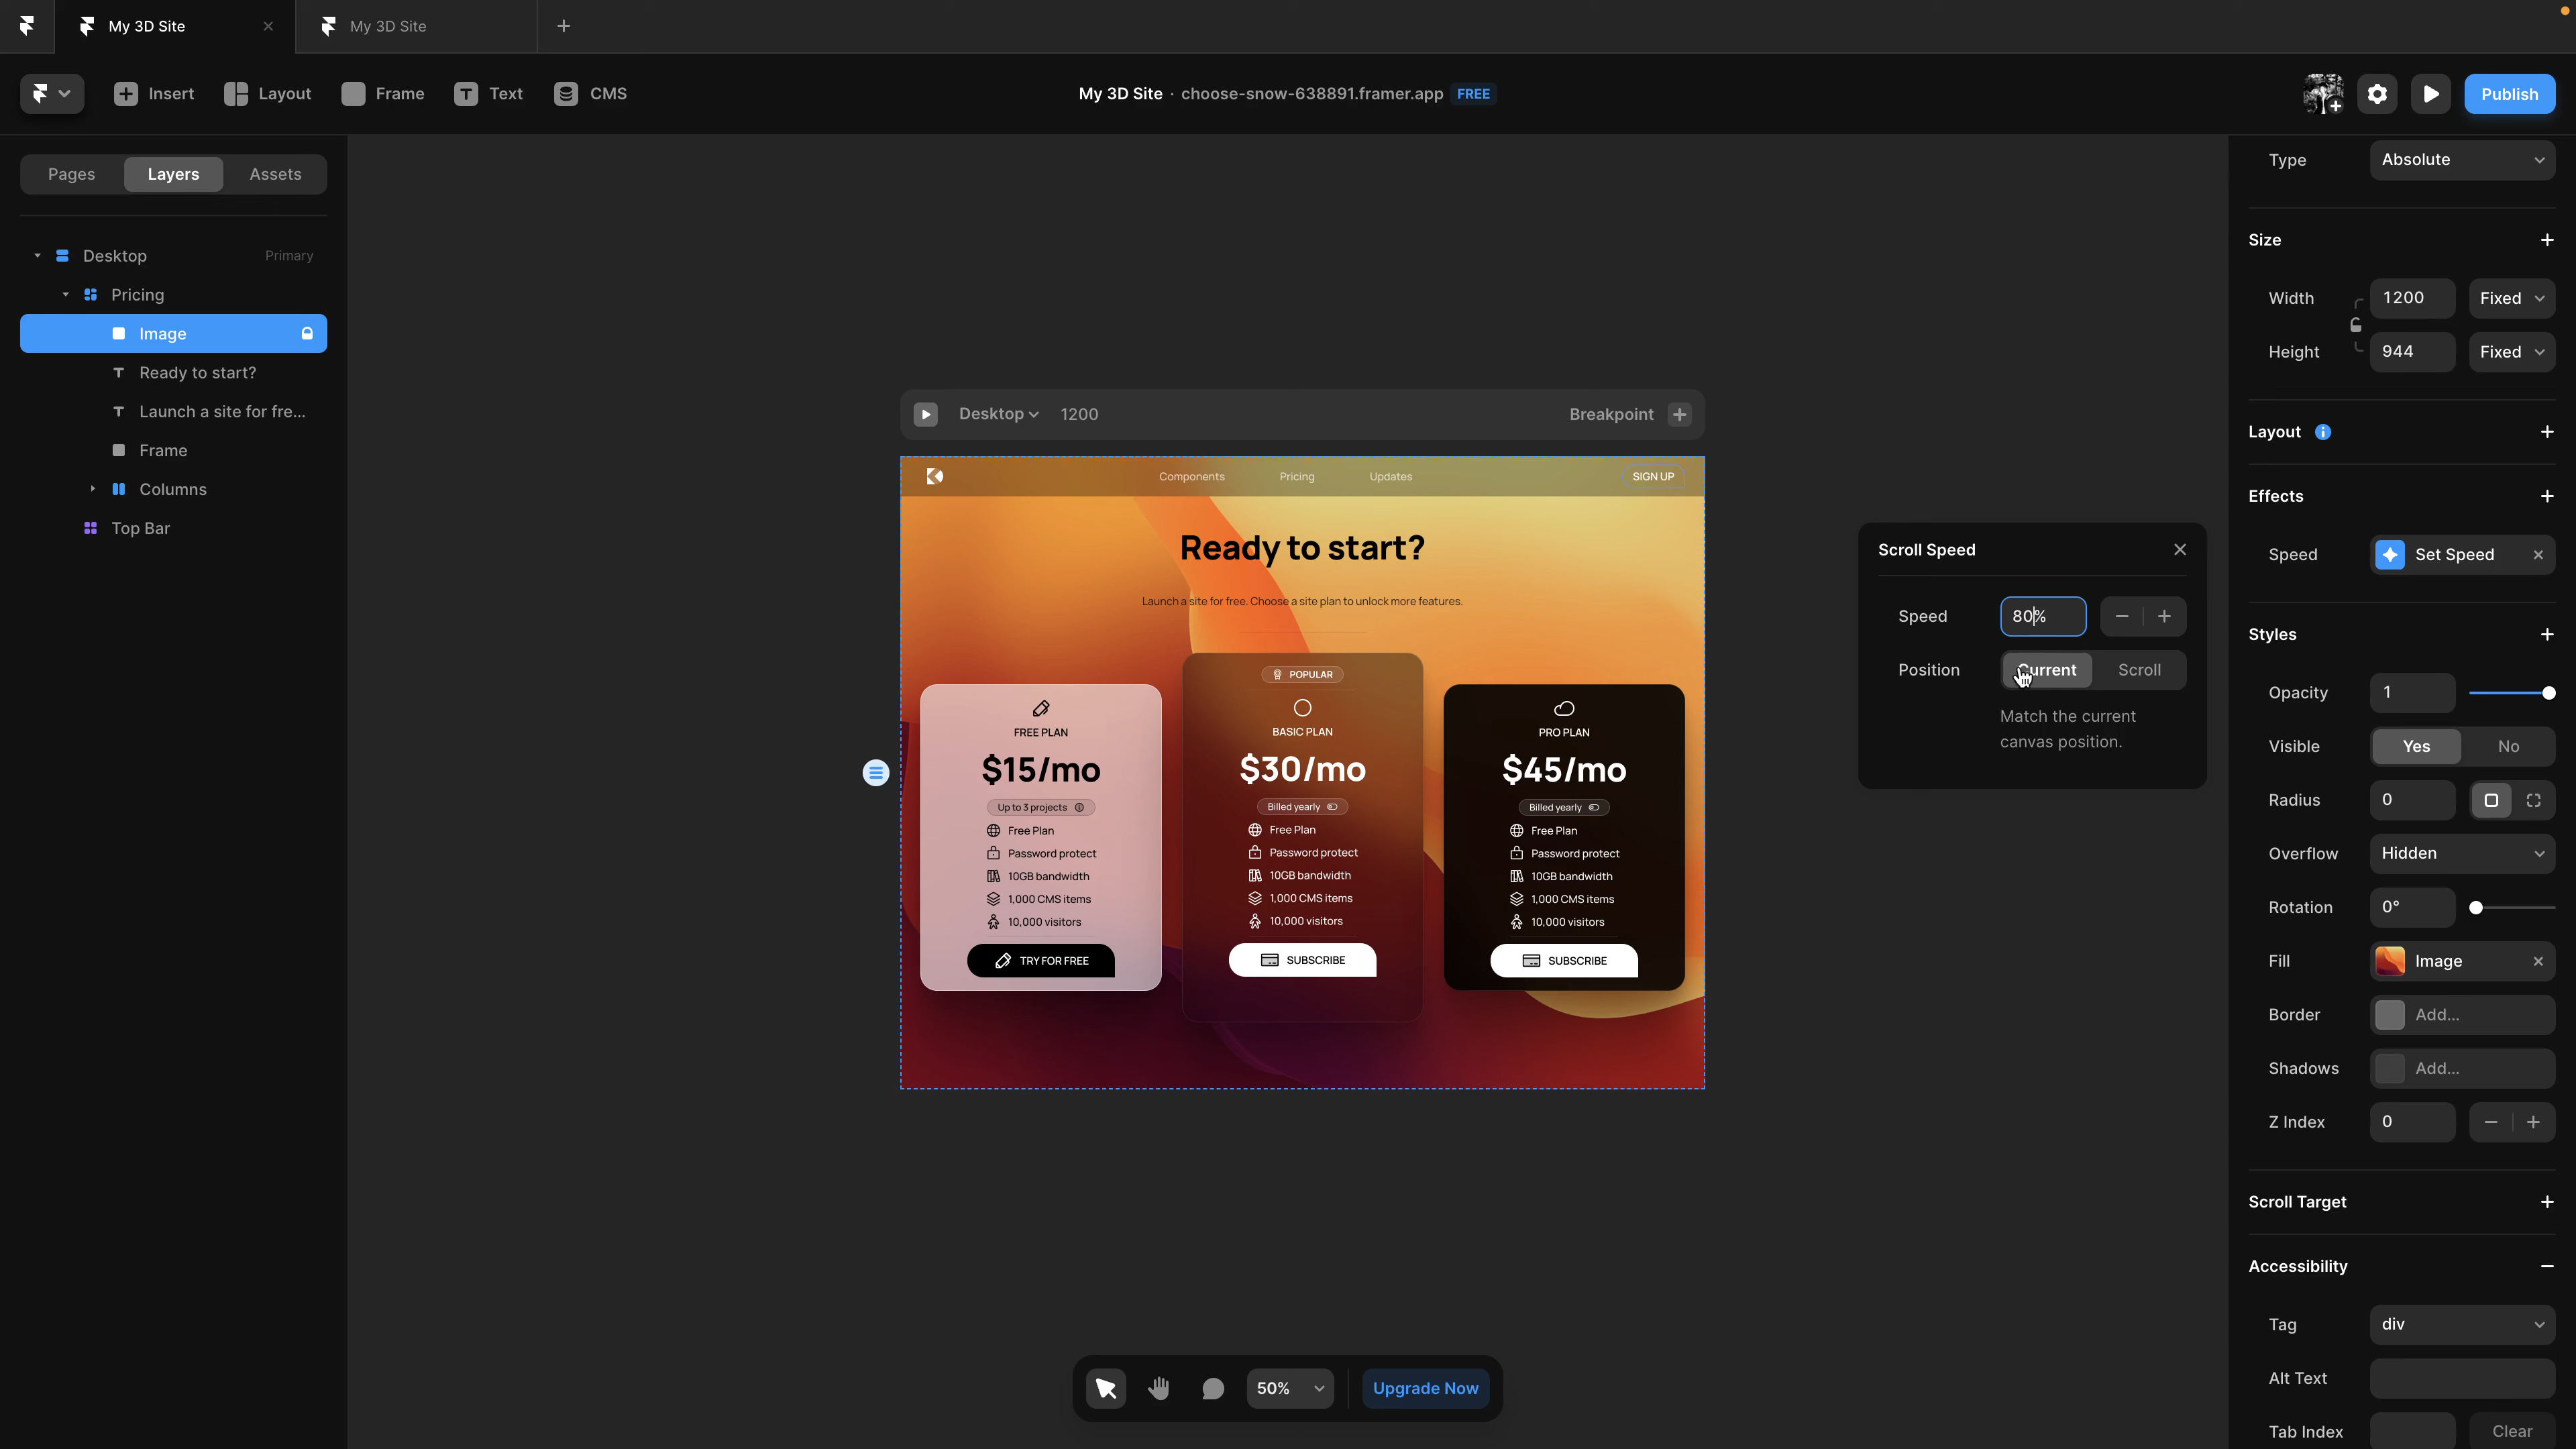 My 3D Site
My 3D Site
Insert
Layout
Frame
Text
CMS
My 3D Site · choose-snow-638891.framer.app FREE
Publish
Pages
Layers
Assets
Desktop
Primary
Pricing
Image
Ready to start?
Launch a site for fre...
Frame
Columns
Top Bar
Desktop
1200
Breakpoint
Components
Pricing
Updates
SIGN UP
Ready to start?
Launch a site for free. Choose a site plan to unlock more features.
FREE PLAN
$15/mo
Up to 3 projects
Free Plan
Password protect
10GB bandwidth
1,000 CMS items
10,000 visitors
TRY FOR FREE
POPULAR
BASIC PLAN
$30/mo
Billed yearly
Free Plan
Password protect
10GB bandwidth
1,000 CMS items
10,000 visitors
SUBSCRIBE
PRO PLAN
$45/mo
Billed yearly
Free Plan
Password protect
10GB bandwidth
1,000 CMS items
10,000 visitors
SUBSCRIBE
50%
Upgrade Now
Scroll Speed
Speed
80%
Position
Current
Scroll
Match the current
canvas position.
Type
Absolute
Size
Width
1200
Fixed
Height
944
Fixed
Layout
Effects
Speed
Set Speed
Styles
Opacity
1
Visible
Yes
No
Radius
0
Overflow
Hidden
Rotation
0°
Fill
Image
Border
Add...
Shadows
Add...
Z Index
0
Scroll Target
Accessibility
Tag
div
Alt Text
Tab Index
Clear